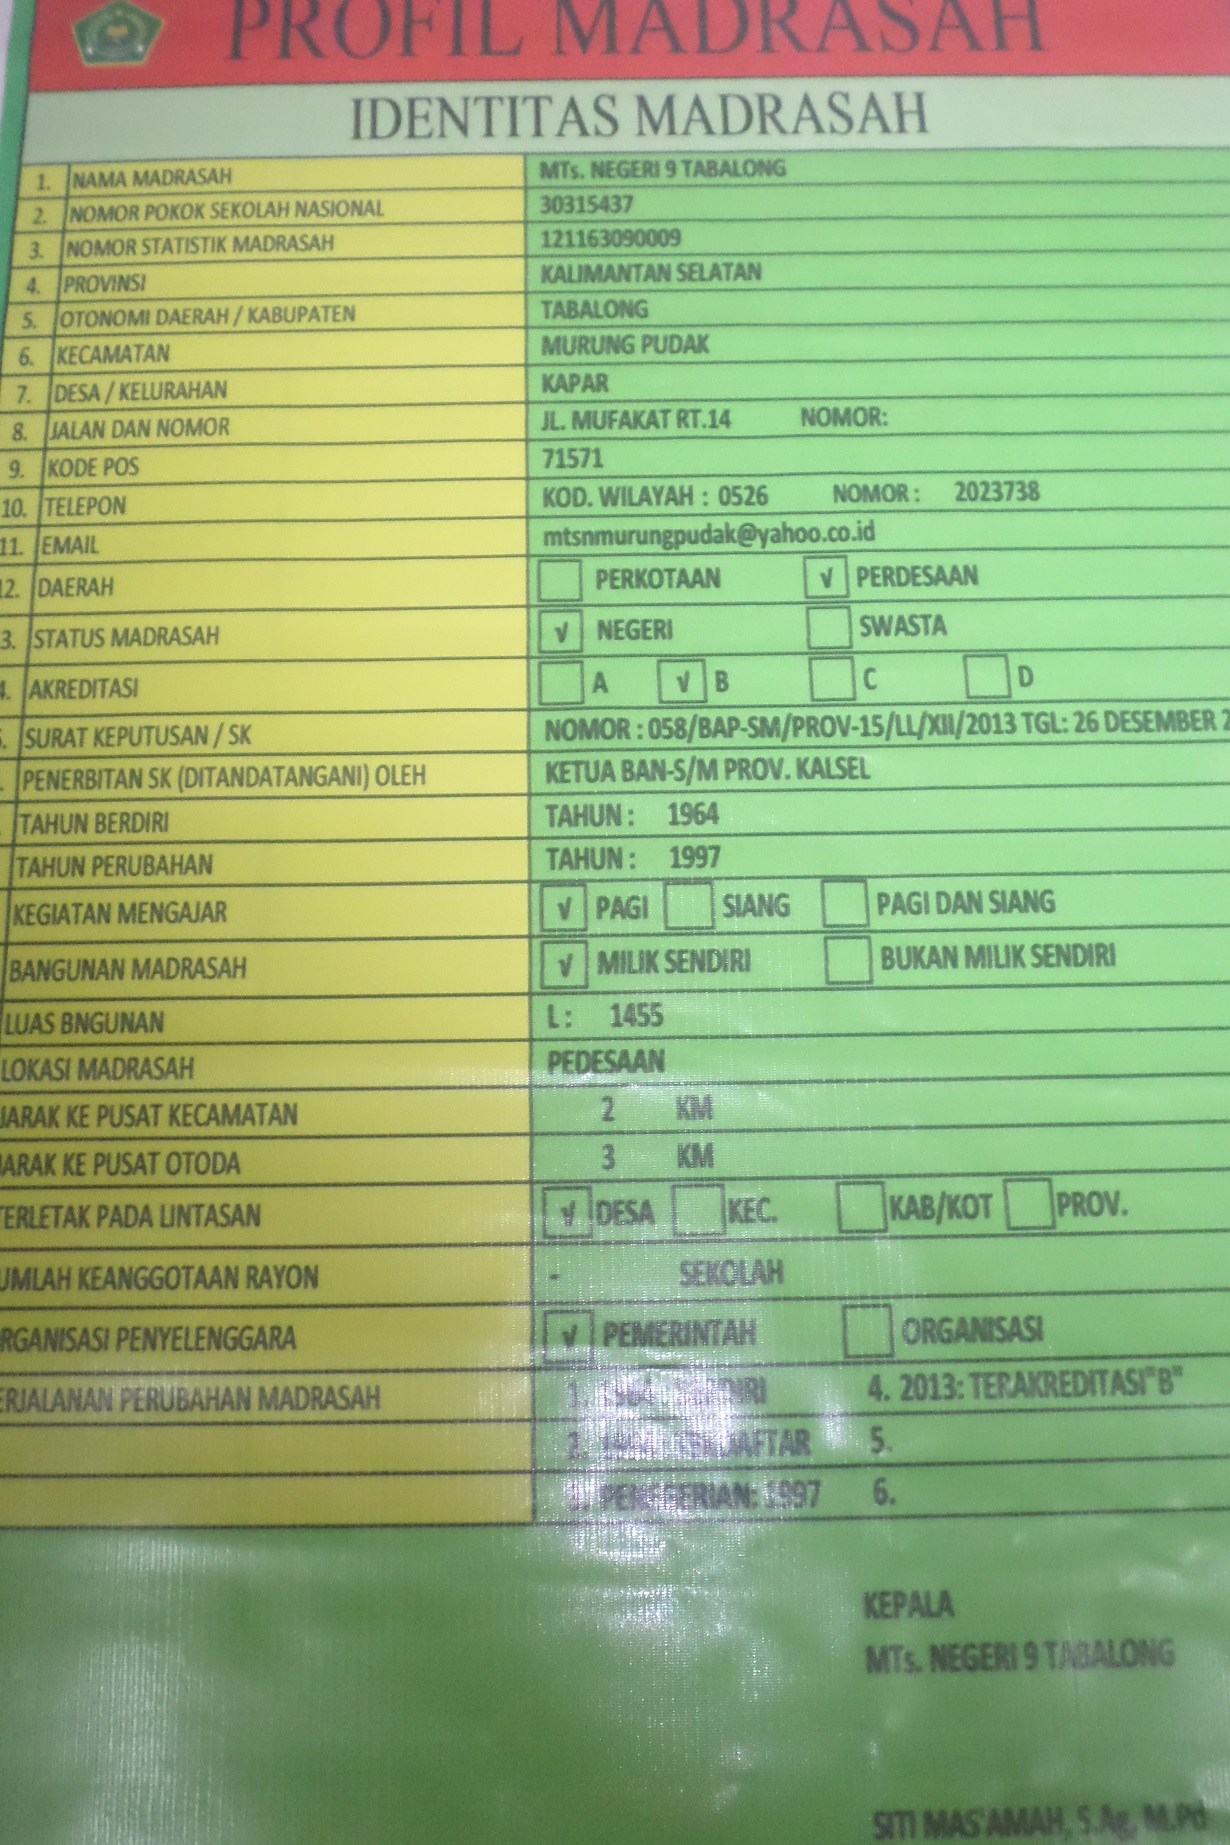 PROFIL MADRASAH
IDENTITAS MADRASAH
1. NAMA MADRASAH MTs. NEGERI 9 TABALONG
2. NOMOR POKOK SEKOLAH NASIONAL 30315437
3. NOMOR STATISTIK MADRASAH 121163090009
4. PROVINSI KALIMANTAN SELATAN
5. OTONOMI DAERAH / KABUPATEN TABALONG
6. KECAMATAN MURUNG PUDAK
7. DESA / KELURAHAN KAPAR
8. JALAN DAN NOMOR JL. MUFAKAT RT.14 NOMOR:
9. KODE POS 71571
10. TELEPON KOD. WILAYAH : 0526 NOMOR : 2023738
11. EMAIL mtsnmurungpudak@yahoo.co.id
12. DAERAH PERKOTAAN √ PERDESAAN
3. STATUS MADRASAH √ NEGERI SWASTA
4. AKREDITASI A √ B C D
. SURAT KEPUTUSAN / SK NOMOR : 058/BAP-SM/PROV-15/LL/XII/2013 TGL: 26 DESEMBER 2
. PENERBITAN SK (DITANDATANGANI) OLEH KETUA BAN-S/M PROV. KALSEL
TAHUN BERDIRI TAHUN : 1964
TAHUN PERUBAHAN TAHUN : 1997
KEGIATAN MENGAJAR √ PAGI SIANG PAGI DAN SIANG
BANGUNAN MADRASAH √ MILIK SENDIRI BUKAN MILIK SENDIRI
LUAS BNGUNAN L : 1455
LOKASI MADRASAH PEDESAAN
JARAK KE PUSAT KECAMATAN 2 KM
JARAK KE PUSAT OTODA 3 KM
TERLETAK PADA LINTASAN √ DESA KEC. KAB/KOT PROV.
UMLAH KEANGGOTAAN RAYON - SEKOLAH
RGANISASI PENYELENGGARA √ PEMERINTAH ORGANISASI
ERJALANAN PERUBAHAN MADRASAH 1. 4. 2013: TERAKREDITASI"B"
2. 5.
3. PENEGERIAN: 1997 6.
KEPALA
MTs. NEGERI 9 TABALONG
SITI MAS'AMAH, S.Ag, M.Pd